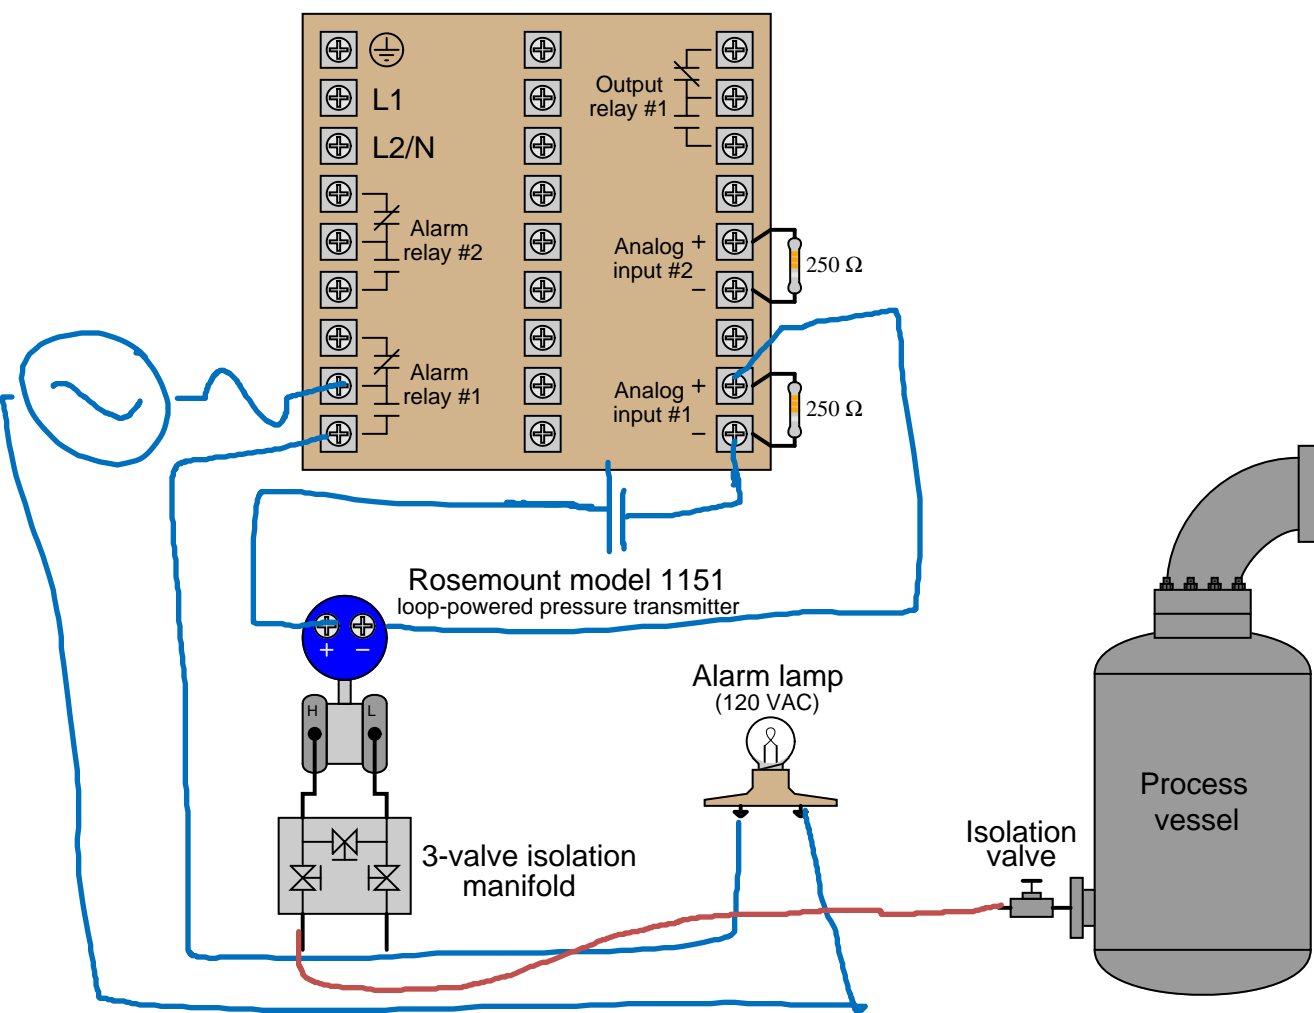 L1
L2/N
Alarm
relay #2
Alarm
relay #1
Output
relay #1
Analog +
input #2
−
250 Ω
Analog +
input #1
−
250 Ω
Rosemount model 1151
loop-powered pressure transmitter
+ −
H L
Alarm lamp
(120 VAC)
3-valve isolation
manifold
Isolation
valve
Process
vessel